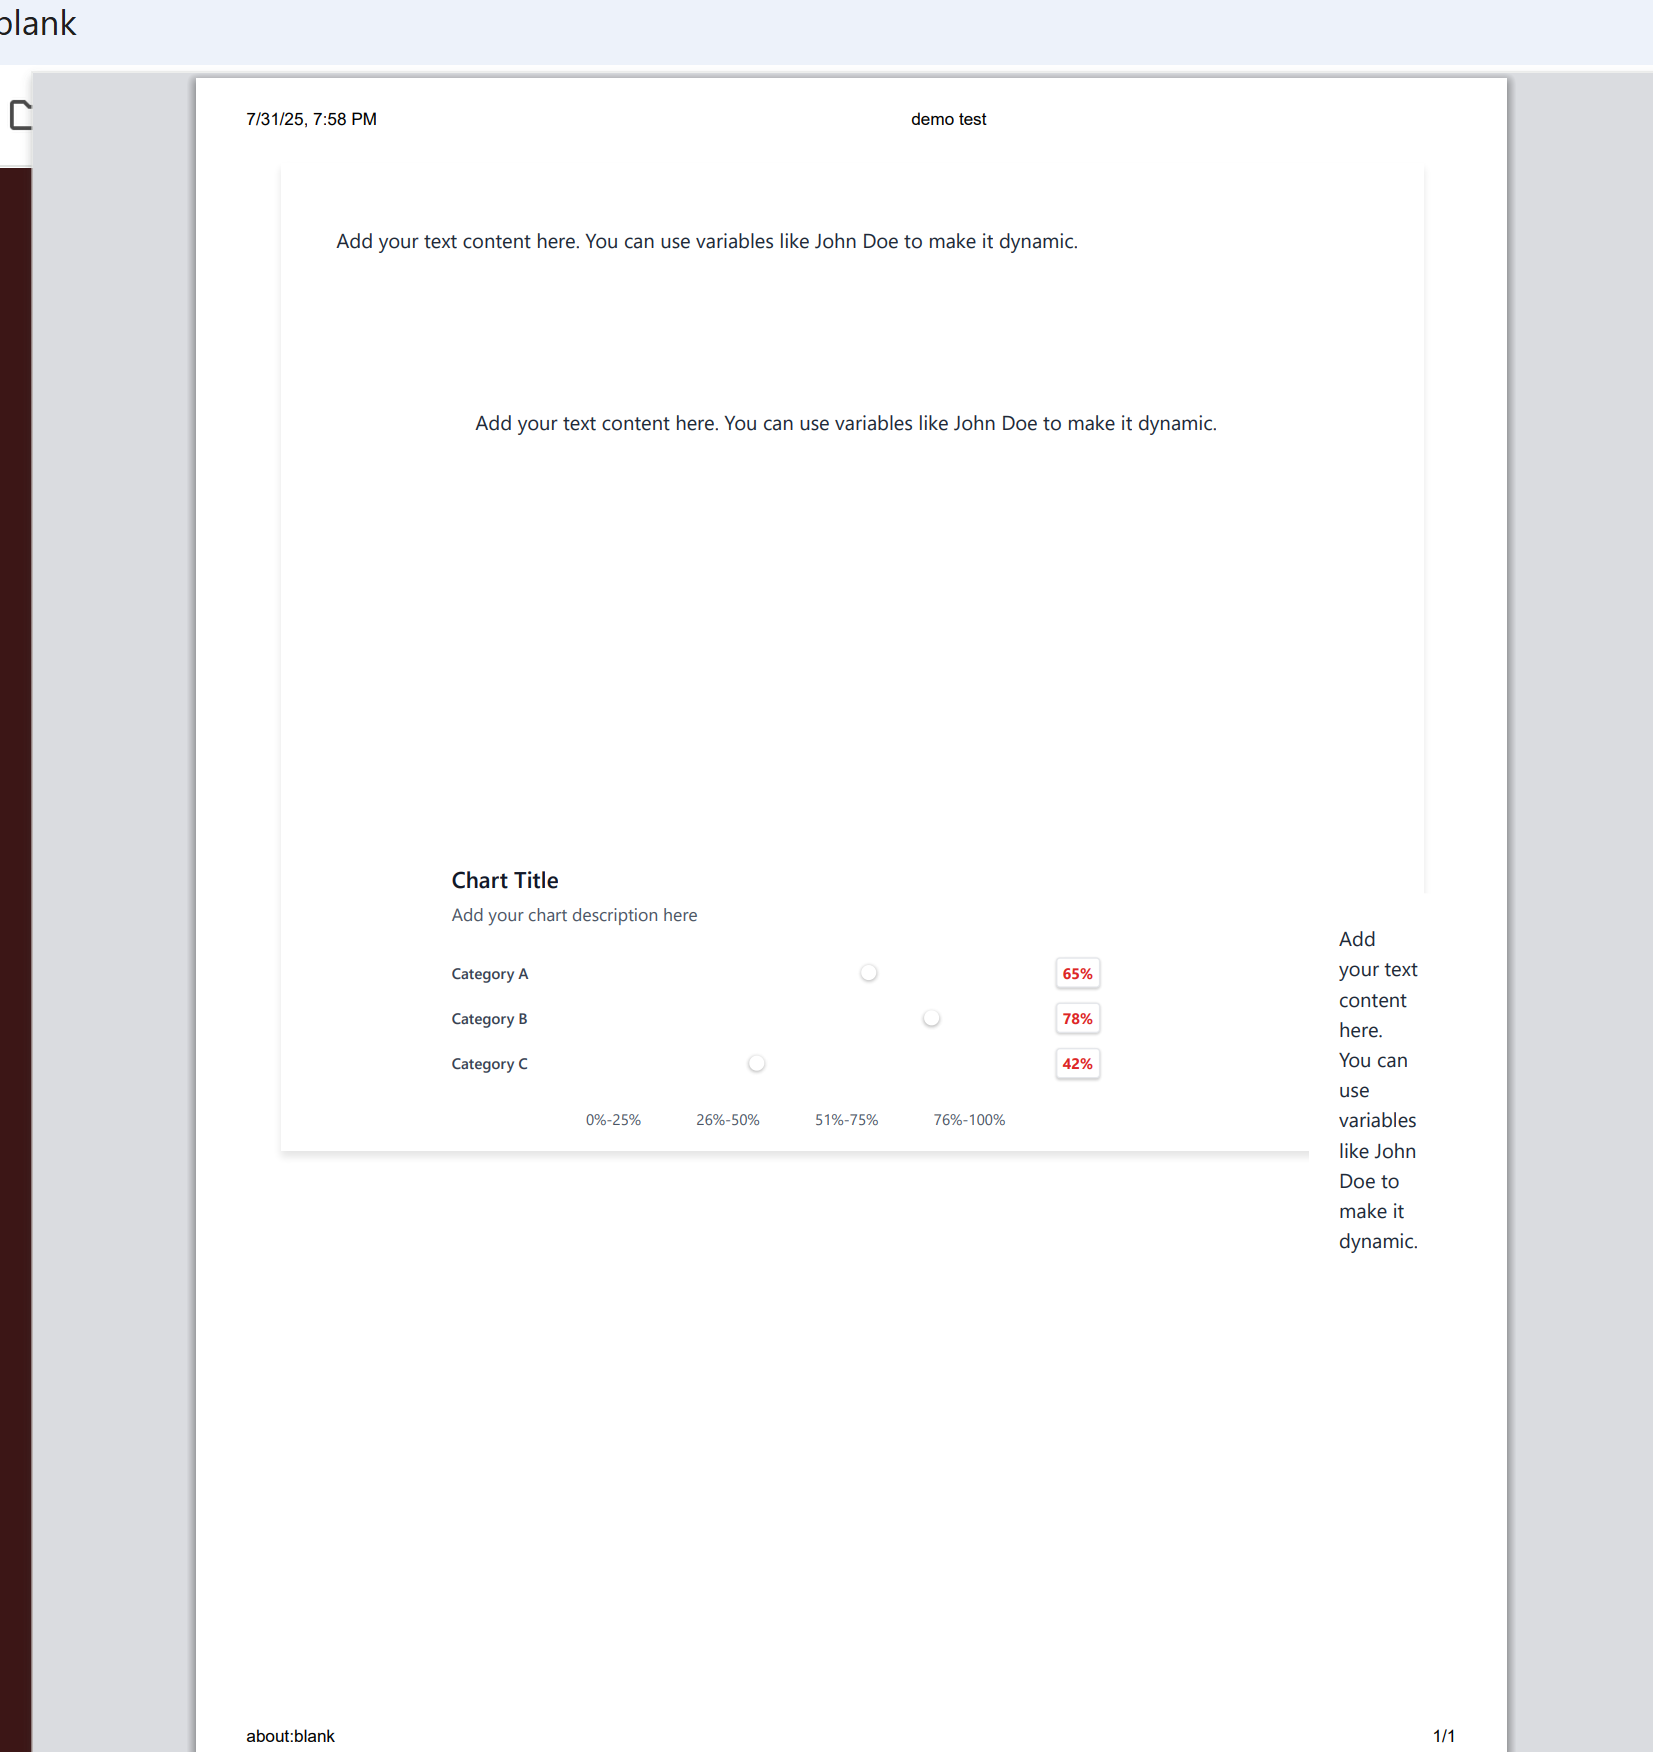 blank
7/31/25, 7:58 PM
demo test
Add your text content here. You can use variables like John Doe to make it dynamic.
Add your text content here. You can use variables like John Doe to make it dynamic.
Chart Title
Add your chart description here
Category A
65%
Category B
78%
Category C
42%
0%-25%
26%-50%
51%-75%
76%-100%
Add
your text
content
here.
You can
use
variables
like John
Doe to
make it
dynamic.
about:blank
1/1